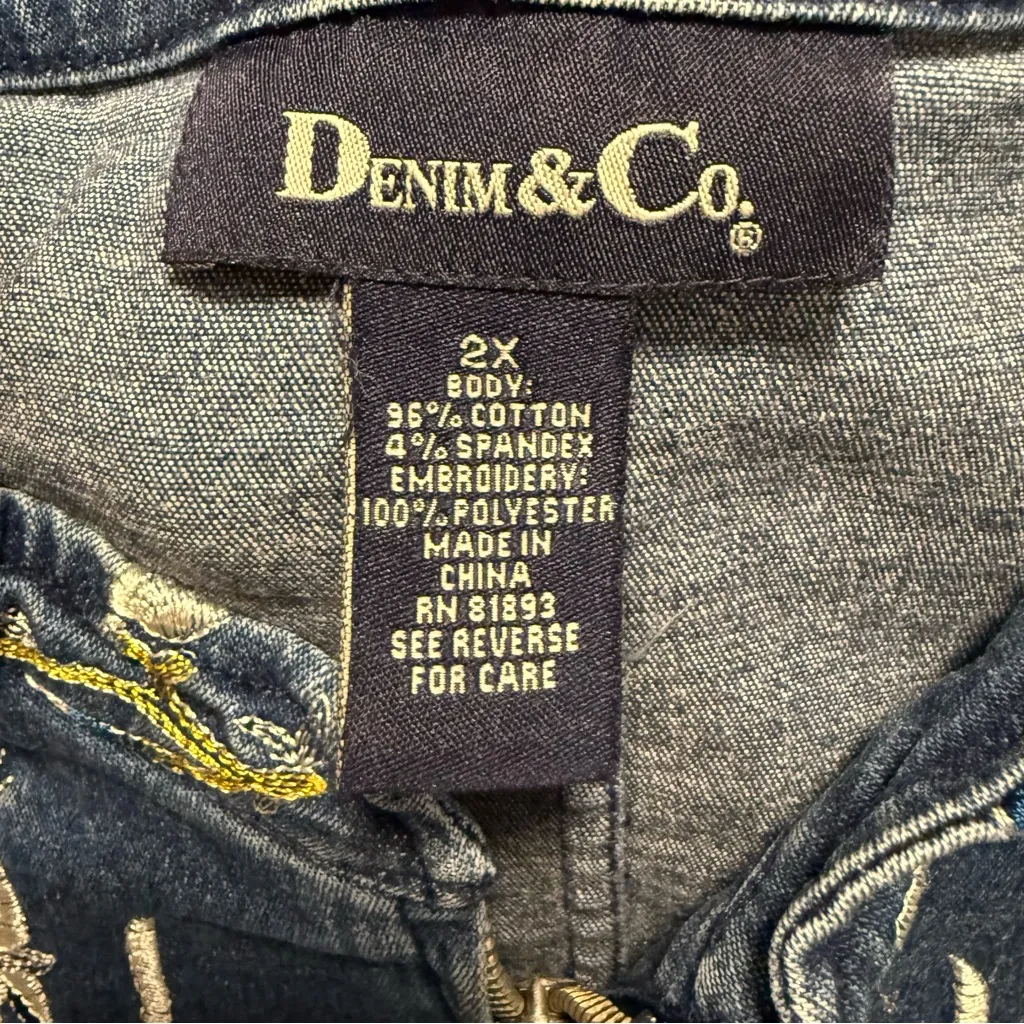 DENIM & CO.®
2X
BODY:
96% COTTON
4% SPANDEX
EMBROIDERY:
100% POLYESTER
MADE IN
CHINA
RN 81893
SEE REVERSE
FOR CARE